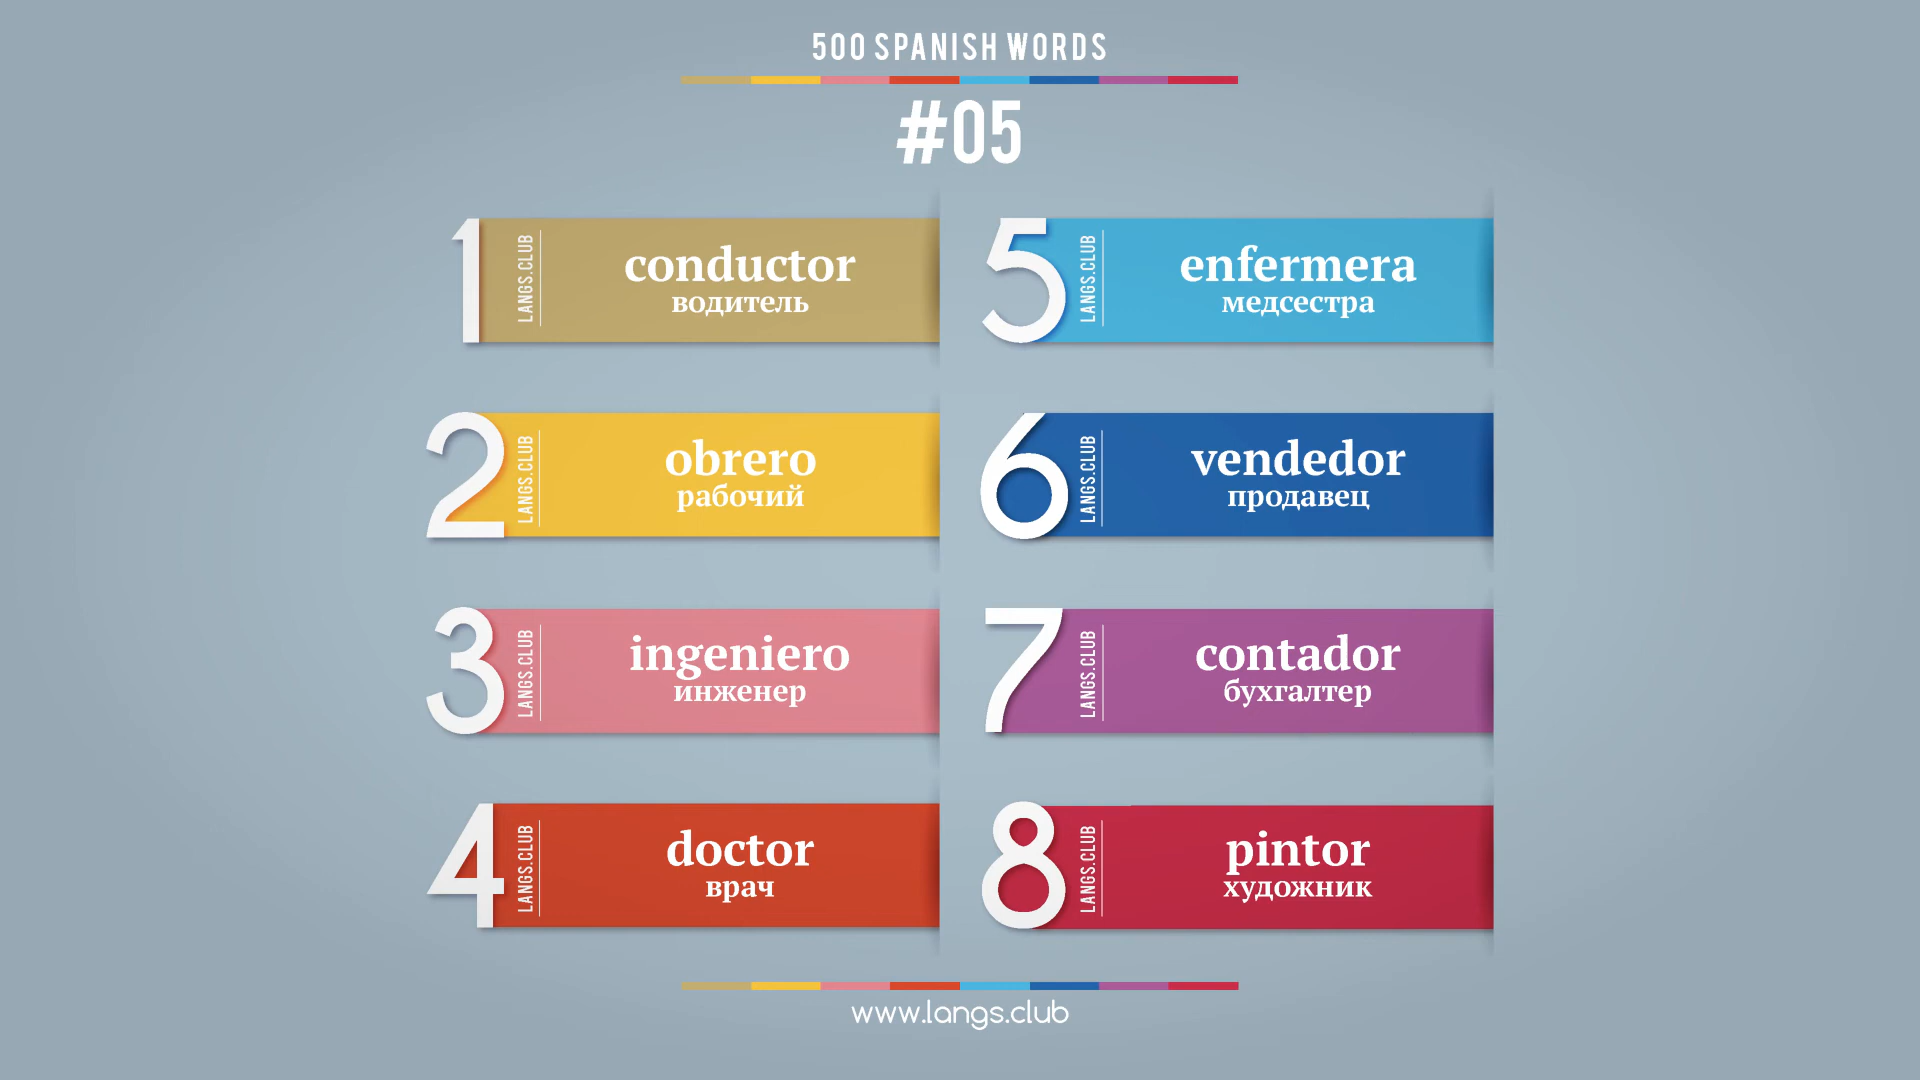 500 SPANISH WORDS
#05
1
LANGS.CLUB
conductor
водитель
2
LANGS.CLUB
obrero
рабочий
3
LANGS.CLUB
ingeniero
инженер
4
LANGS.CLUB
doctor
врач
5
LANGS.CLUB
enfermera
медсестра
6
LANGS.CLUB
vendedor
продавец
7
LANGS.CLUB
contador
бухгалтер
8
LANGS.CLUB
pintor
художник
www.langs.club